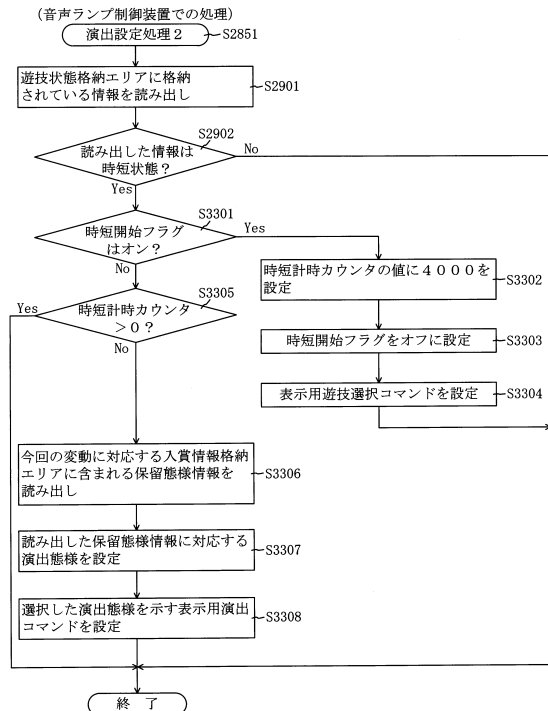 （音声ランプ制御装置での処理）
演出設定処理２
S2851
遊技状態格納エリアに格納
されている情報を読み出し
S2901
S2902
読み出した情報は
時短状態？
No
Yes
S3301
時短開始フラグ
はオン？
Yes
No
時短計時カウンタの値に４０００を
設定
S3302
S3305
Yes
時短計時カウンタ
＞０？
No
時短開始フラグをオフに設定
S3303
表示用遊技選択コマンドを設定
S3304
今回の変動に対応する入賞情報格納
エリアに含まれる保留態様情報を
読み出し
S3306
読み出した保留態様情報に対応する
演出態様を設定
S3307
選択した演出態様を示す表示用演出
コマンドを設定
S3308
終 了